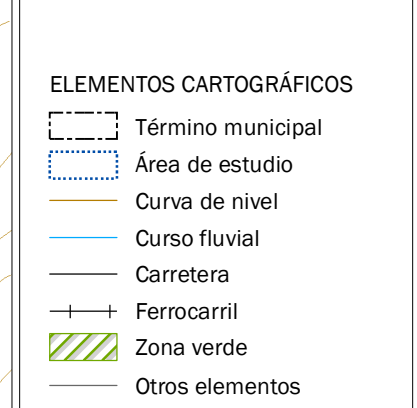 ELEMENTOS CARTOGRÁFICOS
Término municipal
Área de estudio
Curva de nivel
Curso fluvial
Carretera
Ferrocarril
Zona verde
Otros elementos